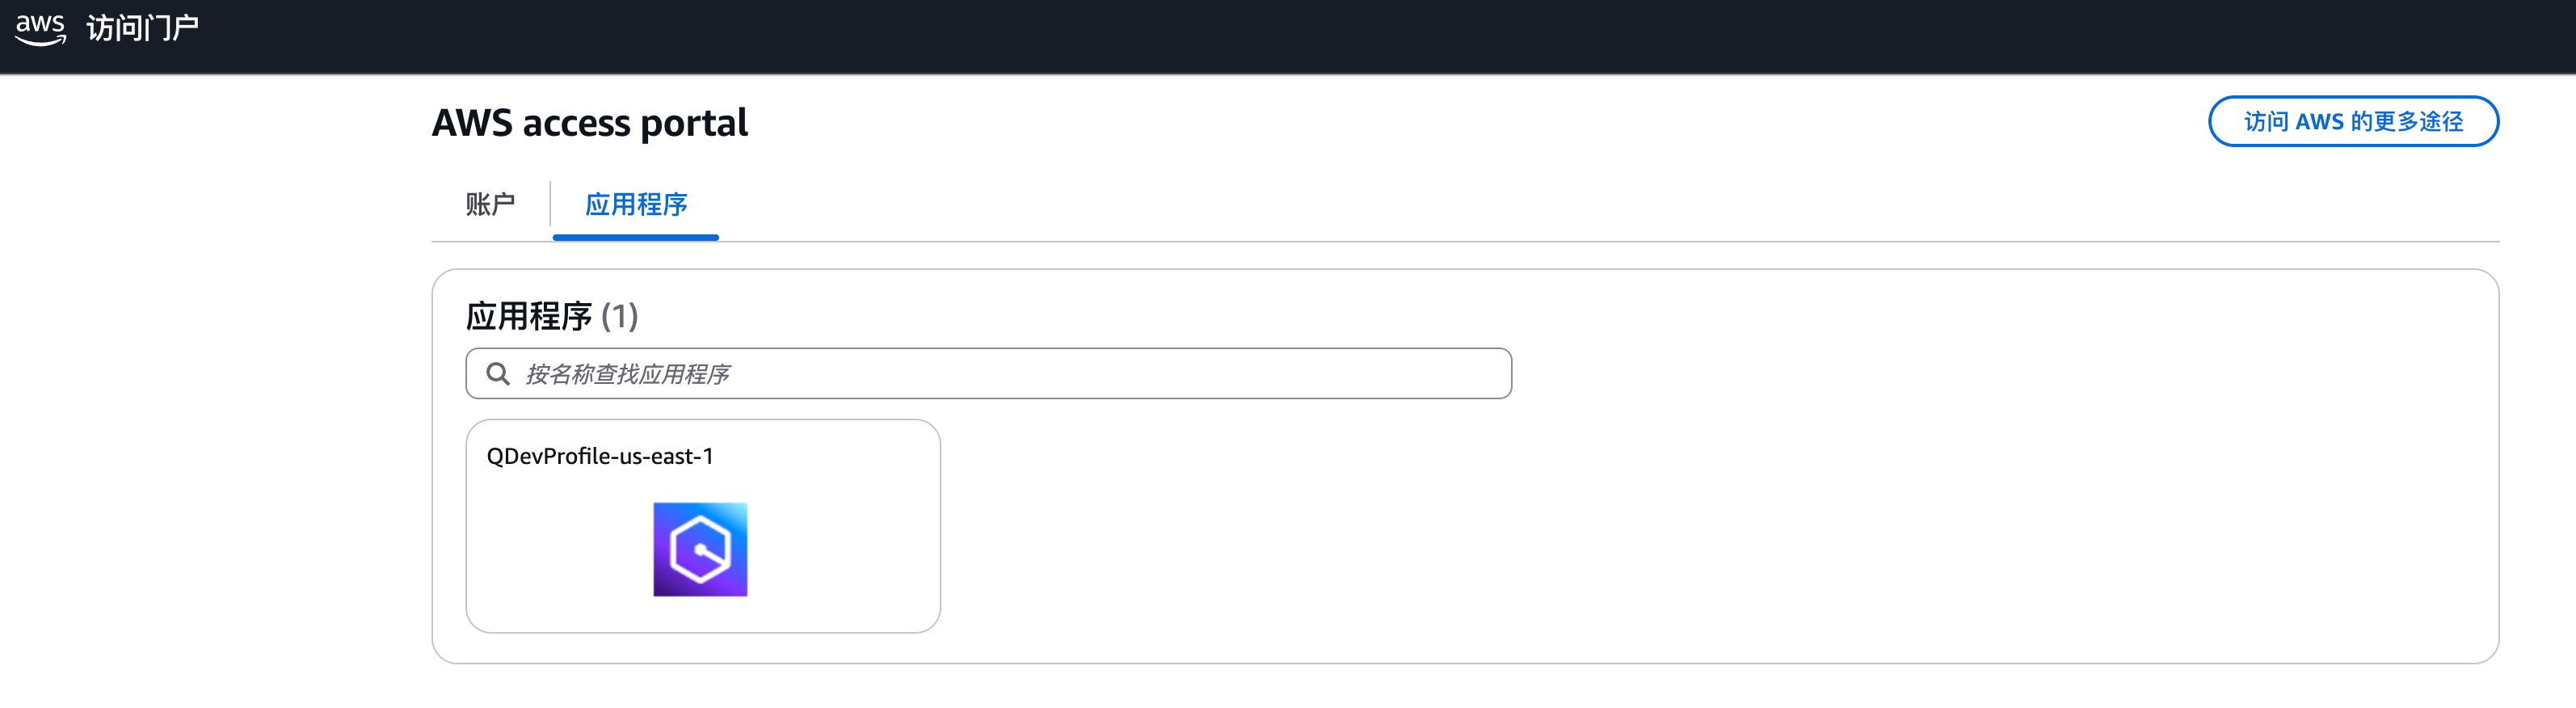 aws 访问门户
AWS access portal
访问 AWS 的更多途径
账户
应用程序
应用程序 (1)
按名称查找应用程序
QDevProfile-us-east-1